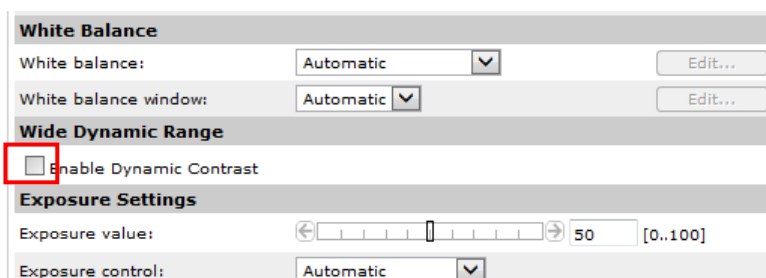 White Balance
White balance: Automatic Edit...
White balance window: Automatic Edit...
Wide Dynamic Range
Enable Dynamic Contrast
Exposure Settings
Exposure value: 50 [0..100]
Exposure control: Automatic